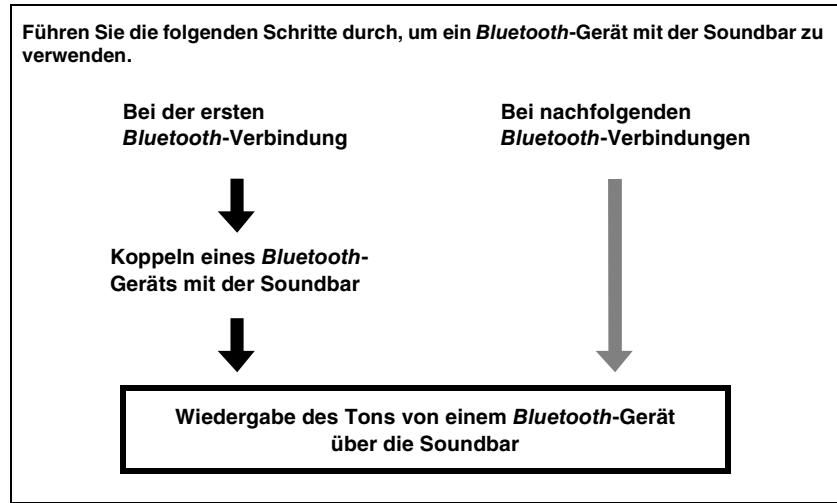 Führen Sie die folgenden Schritte durch, um ein Bluetooth-Gerät mit der Soundbar zu
verwenden.
Bei der ersten
Bluetooth-Verbindung
Bei nachfolgenden
Bluetooth-Verbindungen
Koppeln eines Bluetooth-
Geräts mit der Soundbar
Wiedergabe des Tons von einem Bluetooth-Gerät
über die Soundbar